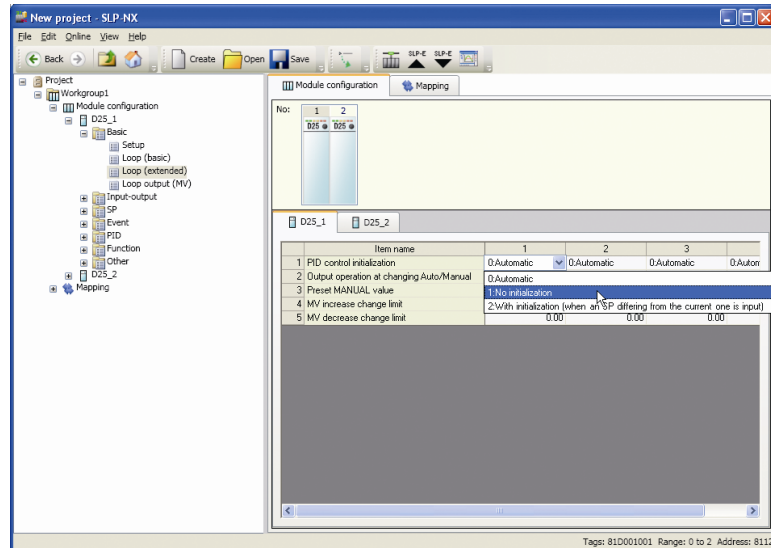 New project - SLP-NX
File Edit Online View Help
Back Create Open Save SLP-E SLP-E
Project
Workgroup1
Module configuration
D25_1
Basic
Setup
Loop (basic)
Loop (extended)
Loop output (MV)
Input-output
SP
Event
PID
Function
Other
D25_2
Mapping
Module configuration Mapping
No: 1 2
D25 D25
D25_1 D25_2
Item name 1 2 3
1 PID control initialization 0:Automatic 0:Automatic 0:Automatic 0:Autom
2 Output operation at changing Auto/Manual 0:Automatic
3 Preset MANUAL value 1:No initialization
4 MV increase change limit 2:With initialization (when an SP differing from the current one is input)
5 MV decrease change limit 0.00 0.00 0.00
Tags: 81D001001 Range: 0 to 2 Address: 8112